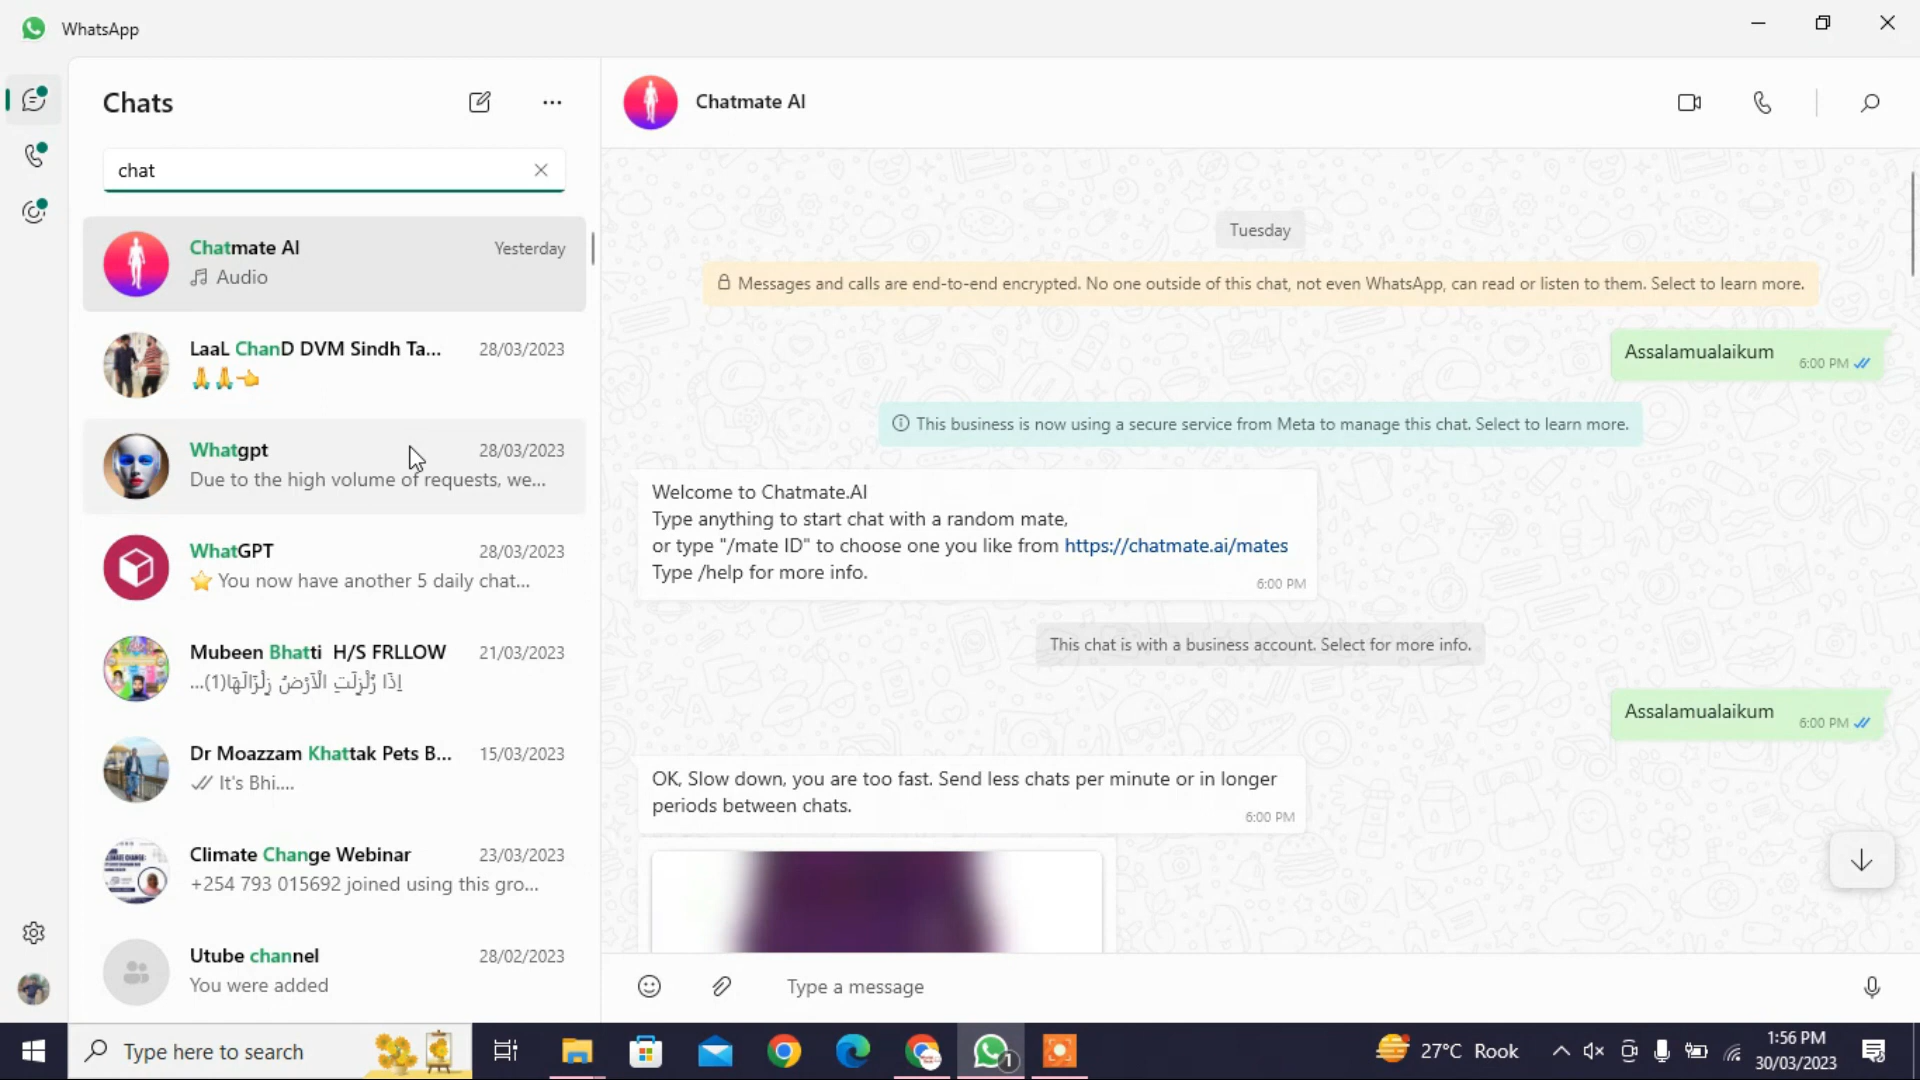 WhatsApp
Chats
chat
Chatmate AI
Yesterday
Audio
LaaL ChanD DVM Sindh Ta...
28/03/2023
🙏🙏👈
Whatgpt
28/03/2023
Due to the high volume of requests, we...
WhatGPT
28/03/2023
⭐ You now have another 5 daily chat...
Mubeen Bhatti H/S FRLLOW
21/03/2023
إِذَا زُلْزِلَتِ الْأَرْضُ زِلْزَالَهَا(1)...
Dr Moazzam Khattak Pets B...
15/03/2023
It's Bhi....
Climate Change Webinar
23/03/2023
+254 793 015692 joined using this gro...
Utube channel
28/02/2023
You were added
Chatmate AI
Tuesday
Messages and calls are end-to-end encrypted. No one outside of this chat, not even WhatsApp, can read or listen to them. Select to learn more.
Assalamualaikum
6:00 PM
This business is now using a secure service from Meta to manage this chat. Select to learn more.
Welcome to Chatmate.AI
Type anything to start chat with a random mate,
or type "/mate ID" to choose one you like from https://chatmate.ai/mates
Type /help for more info.
6:00 PM
This chat is with a business account. Select for more info.
Assalamualaikum
6:00 PM
OK, Slow down, you are too fast. Send less chats per minute or in longer
periods between chats.
6:00 PM
Type a message
Type here to search
1
27°C Rook
1:56 PM
30/03/2023